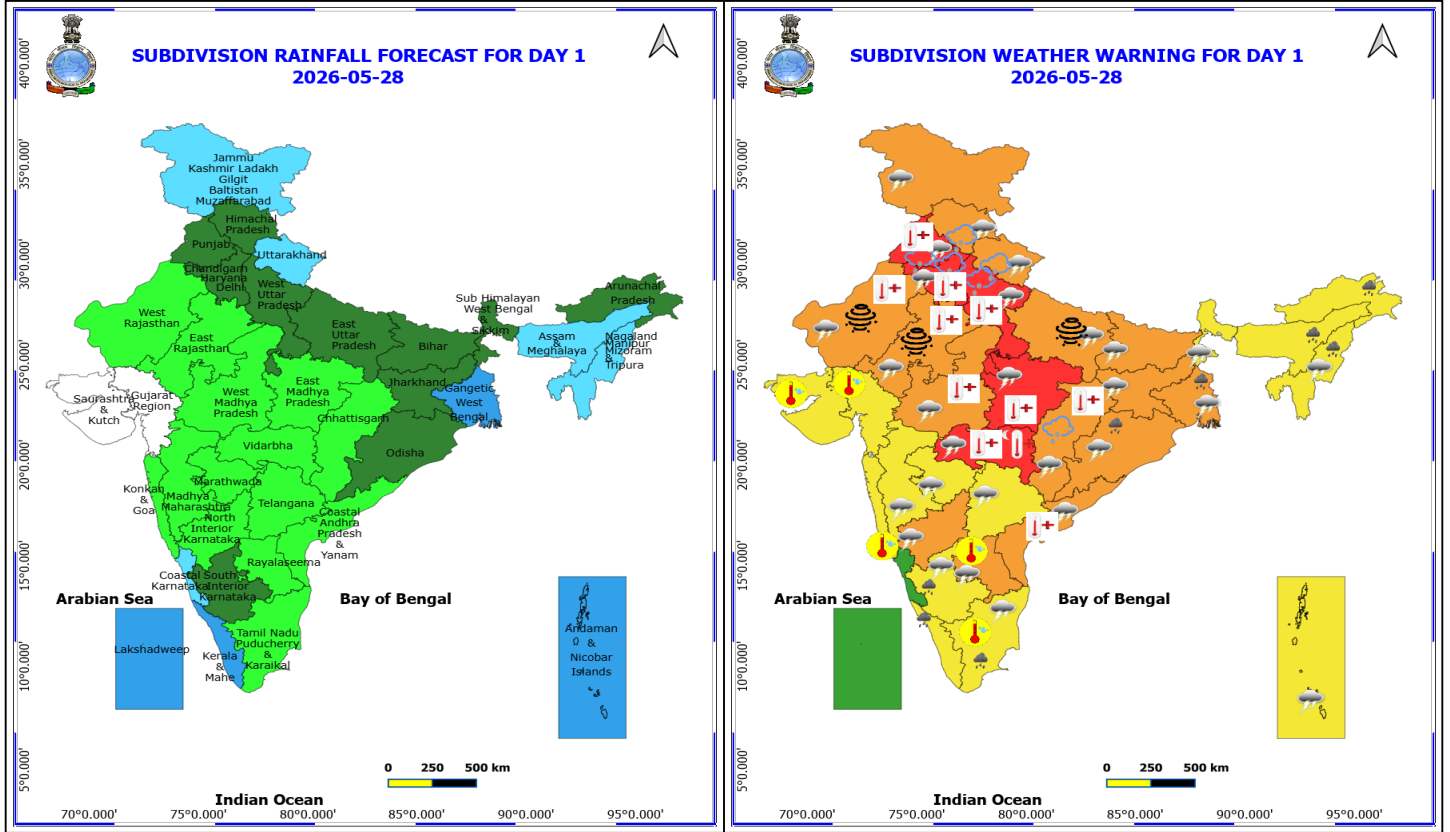 SUBDIVISION RAINFALL FORECAST FOR DAY 1
2026-05-28
40°0.000'
35°0.000'
30°0.000'
25°0.000'
20°0.000'
15°0.000'
10°0.000'
5°0.000'
Jammu
Kashmir Ladakh
Gilgit
Baltistan
Muzaffarabad
Himachal
Pradesh
Punjab
Uttarakhand
Chandigarh
Haryana
Delhi
West
Uttar
Pradesh
Arunachal
Pradesh
Sub Himalayan
West Bengal
&
Sikkim
West
Rajasthan
East
Rajasthan
East
Uttar
Pradesh
Bihar
Assam
&
Meghalaya
Nagaland
Manipur
Mizoram
&
Tripura
Jharkhand
Gangetic
West
Bengal
Saurashtra
&
Kutch
Gujarat
Region
West
Madhya
Pradesh
East
Madhya
Pradesh
Chhattisgarh
Vidarbha
Odisha
Konkan
&
Goa
Marathwada
Madhya
Maharashtra
Telangana
North
Interior
Karnataka
Coastal
Andhra
Pradesh
&
Yanam
Rayalaseema
Coastal
Karnataka
South
Interior
Karnataka
Arabian Sea
Bay of Bengal
Lakshadweep
Kerala
&
Mahe
Tamil Nadu
Puducherry
&
Karaikal
Andaman
&
Nicobar
Islands
0 250 500 km
Indian Ocean
70°0.000' 75°0.000' 80°0.000' 85°0.000' 90°0.000' 95°0.000'
SUBDIVISION WEATHER WARNING FOR DAY 1
2026-05-28
40°0.000'
35°0.000'
30°0.000'
25°0.000'
20°0.000'
15°0.000'
10°0.000'
5°0.000'
Arabian Sea
Bay of Bengal
0 250 500 km
Indian Ocean
70°0.000' 75°0.000' 80°0.000' 85°0.000' 90°0.000' 95°0.000'